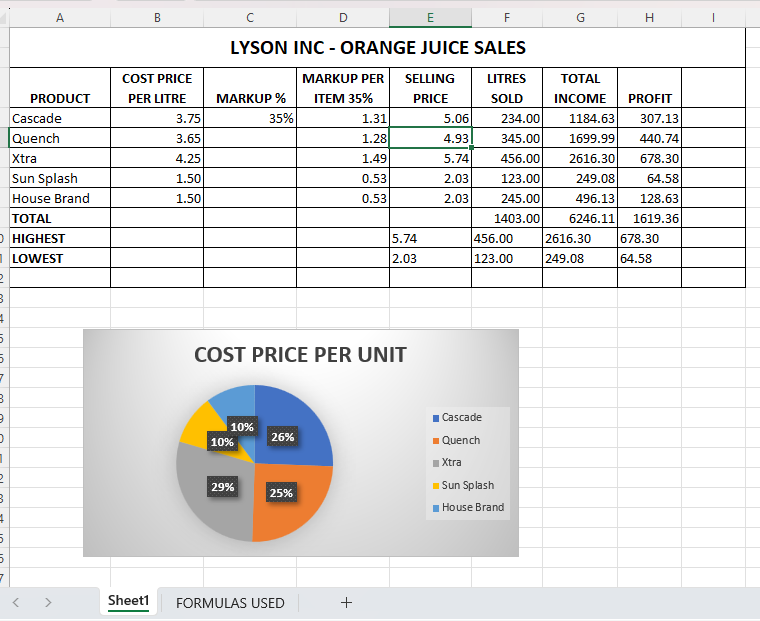 A B C D E F G H I
LYSON INC - ORANGE JUICE SALES
COST PRICE MARKUP PER SELLING LITRES TOTAL
PRODUCT PER LITRE MARKUP % ITEM 35% PRICE SOLD INCOME PROFIT
Cascade 3.75 35% 1.31 5.06 234.00 1184.63 307.13
Quench 3.65 1.28 4.93 345.00 1699.99 440.74
Xtra 4.25 1.49 5.74 456.00 2616.30 678.30
Sun Splash 1.50 0.53 2.03 123.00 249.08 64.58
House Brand 1.50 0.53 2.03 245.00 496.13 128.63
TOTAL 1403.00 6246.11 1619.36
HIGHEST 5.74 456.00 2616.30 678.30
LOWEST 2.03 123.00 249.08 64.58
COST PRICE PER UNIT
10% 26%
10%
29% 25%
Cascade
Quench
Xtra
Sun Splash
House Brand
Sheet1 FORMULAS USED +